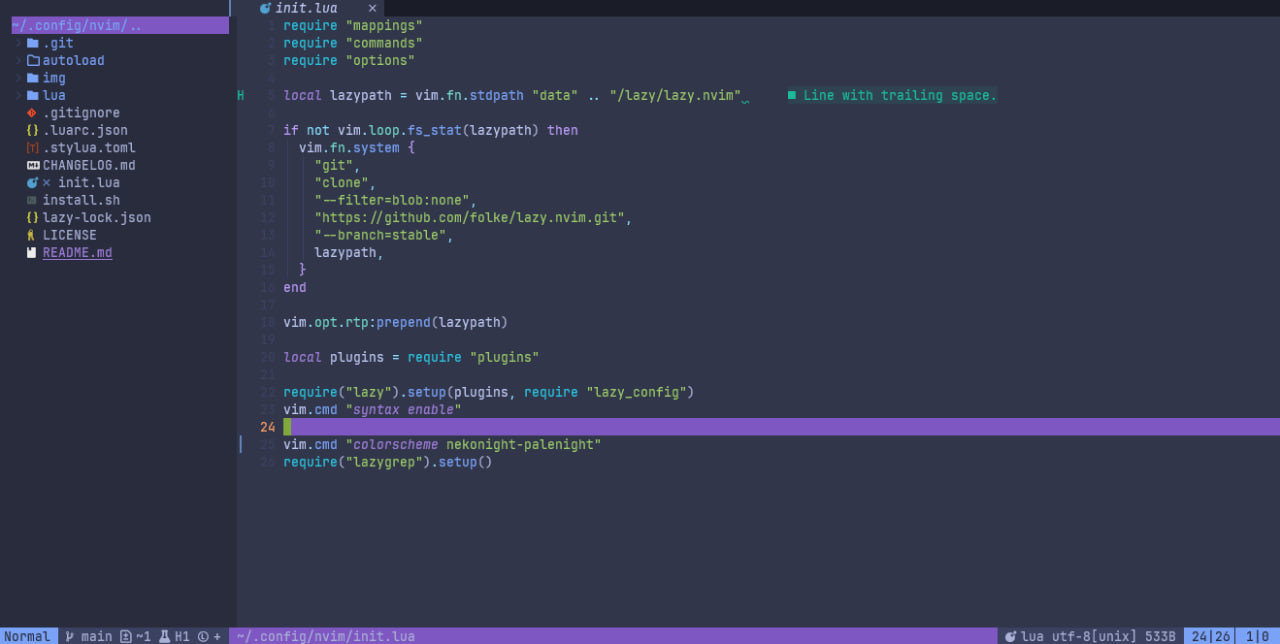 init.lua ✕
~/.config/nvim/..
.git
autoload
img
lua
.gitignore
{} .luarc.json
[T] .stylua.toml
M↓ CHANGELOG.md
✕ init.lua
install.sh
{} lazy-lock.json
LICENSE
README.md
1 require "mappings"
2 require "commands"
3 require "options"
4
H 5 local lazypath = vim.fn.stdpath "data" .. "/lazy/lazy.nvim" ■ Line with trailing space.
6
7 if not vim.loop.fs_stat(lazypath) then
8 vim.fn.system {
9 "git",
10 "clone",
11 "--filter=blob:none",
12 "https://github.com/folke/lazy.nvim.git",
13 "--branch=stable",
14 lazypath,
15 }
16 end
17
18 vim.opt.rtp:prepend(lazypath)
19
20 local plugins = require "plugins"
21
22 require("lazy").setup(plugins, require "lazy_config")
23 vim.cmd "syntax enable"
24
25 vim.cmd "colorscheme nekonight-palenight"
26 require("lazygrep").setup()
Normal main ~1 H1 + ~/.config/nvim/init.lua lua utf-8[unix] 533B 24|26 1|0